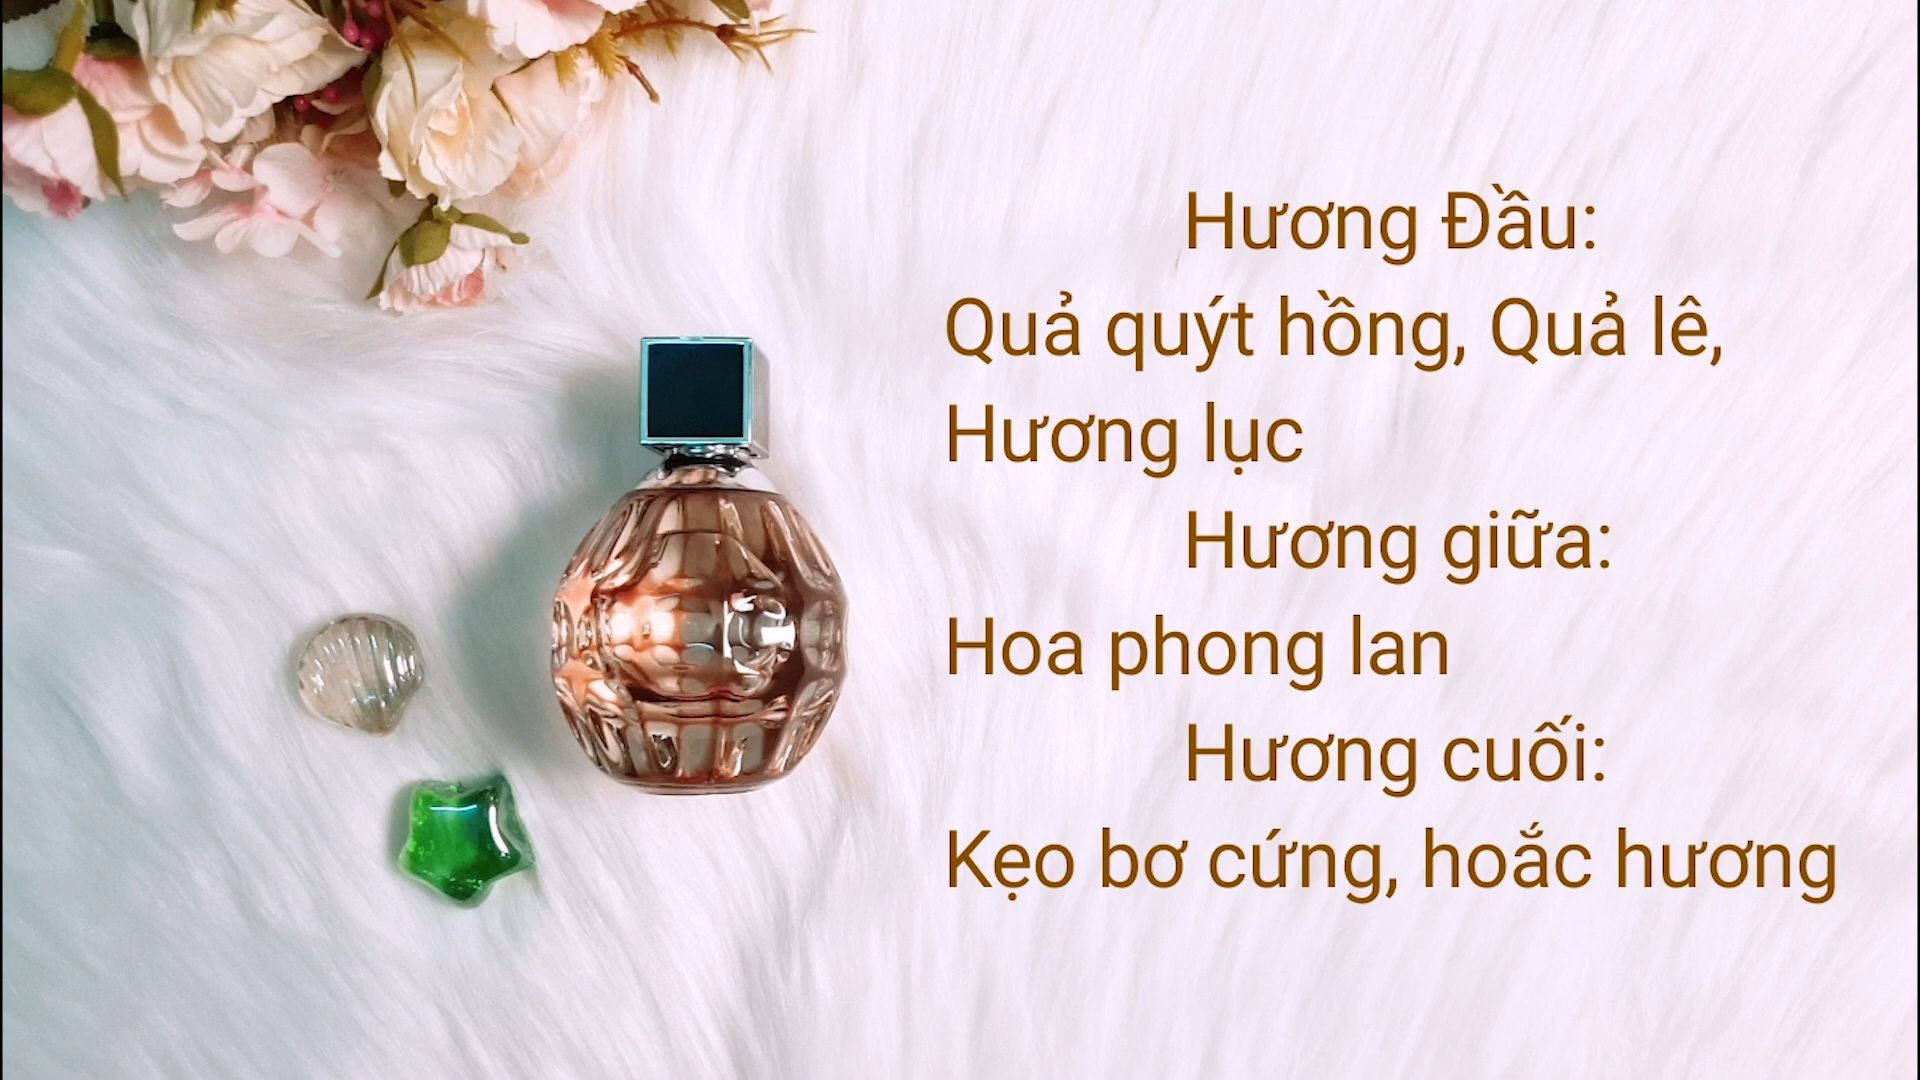 Hương Đầu:
Quả quýt hồng, Quả lê,
Hương lục
Hương giữa:
Hoa phong lan
Hương cuối:
Kẹo bơ cứng, hoắc hương